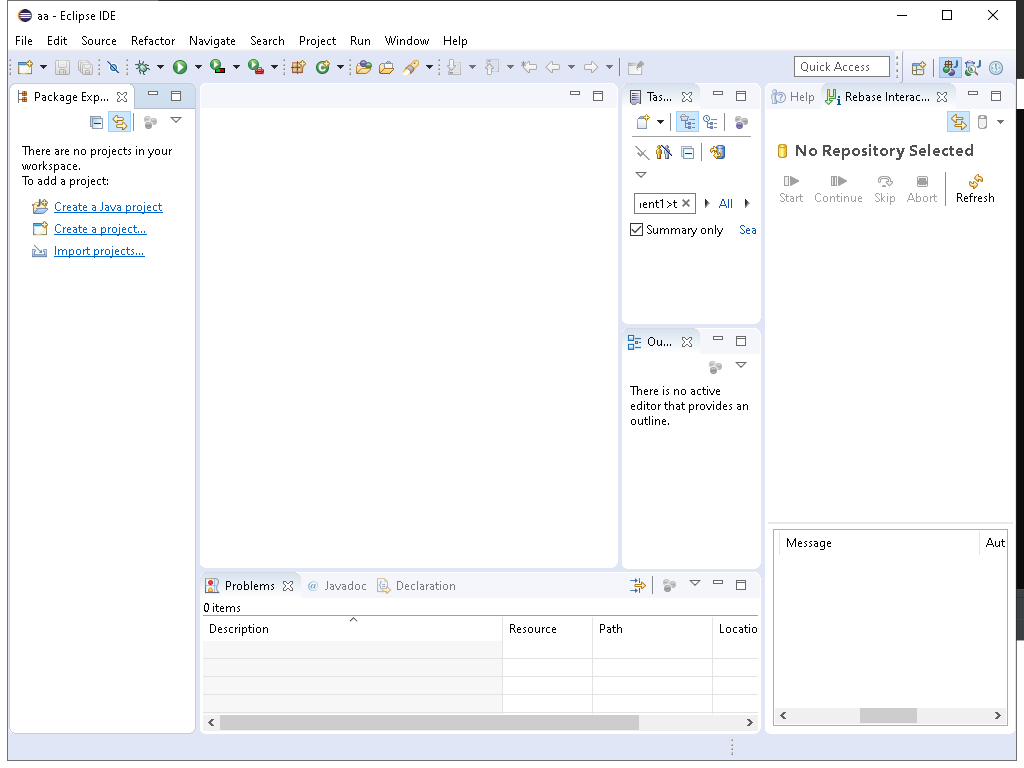 aa - Eclipse IDE
File Edit Source Refactor Navigate Search Project Run Window Help
Quick Access
Package Exp...
There are no projects in your
workspace.
To add a project:
Create a Java project
Create a project...
Import projects...
Tas...
ient1>t All
Summary only Sea
Ou...
There is no active
editor that provides an
outline.
Help Rebase Interac...
No Repository Selected
Start Continue Skip Abort Refresh
Message Aut
Problems @ Javadoc Declaration
0 items
Description Resource Path Locatio